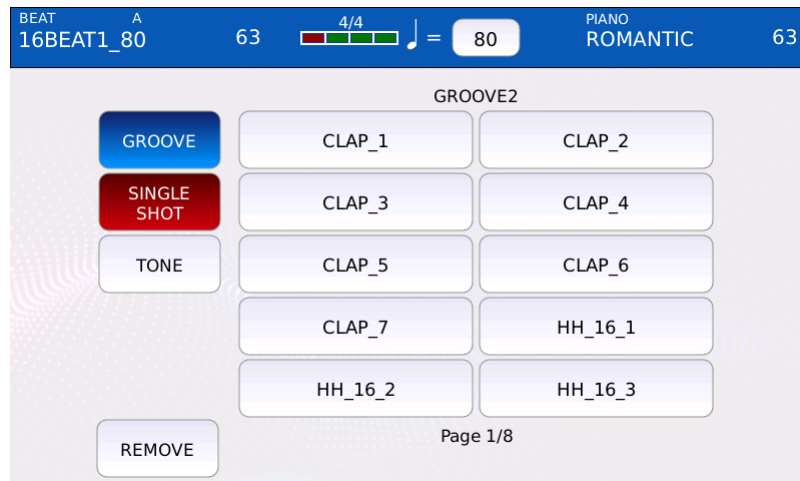 BEAT A
16BEAT1_80 63 4/4 = 80
PIANO
ROMANTIC 63
GROOVE2
GROOVE CLAP_1 CLAP_2
SINGLE
SHOT
CLAP_3 CLAP_4
TONE CLAP_5 CLAP_6
CLAP_7 HH_16_1
HH_16_2 HH_16_3
REMOVE Page 1/8